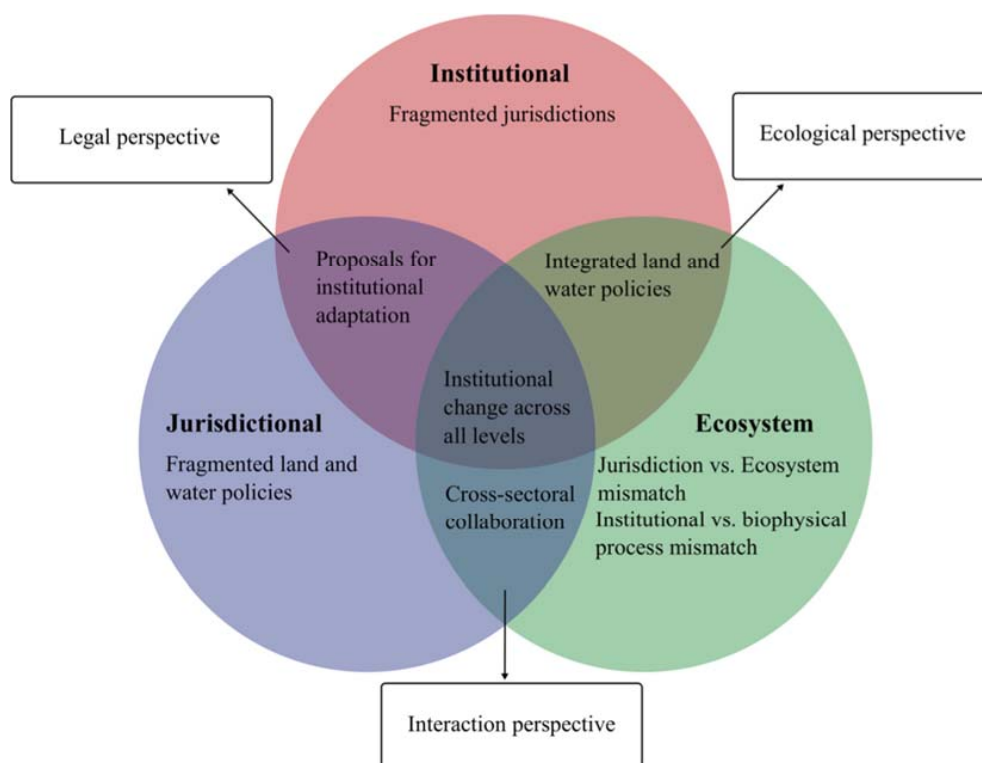 Institutional
Fragmented jurisdictions
Legal perspective
Ecological perspective
Proposals for
institutional
adaptation
Integrated land and
water policies
Institutional
change across
all levels
Jurisdictional
Fragmented land and
water policies
Ecosystem
Jurisdiction vs. Ecosystem
mismatch
Institutional vs. biophysical
process mismatch
Cross-sectoral
collaboration
Interaction perspective